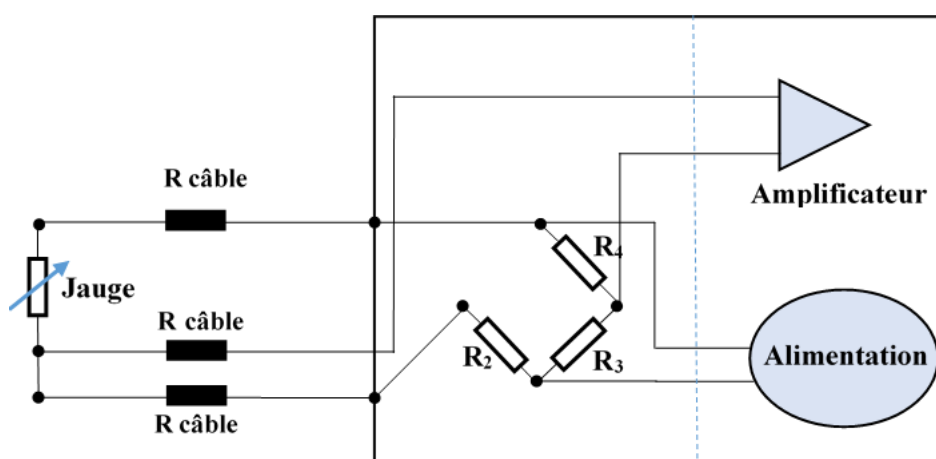 R câble
Amplificateur
R₄
Jauge
R câble
R₂
R₃
Alimentation
R câble